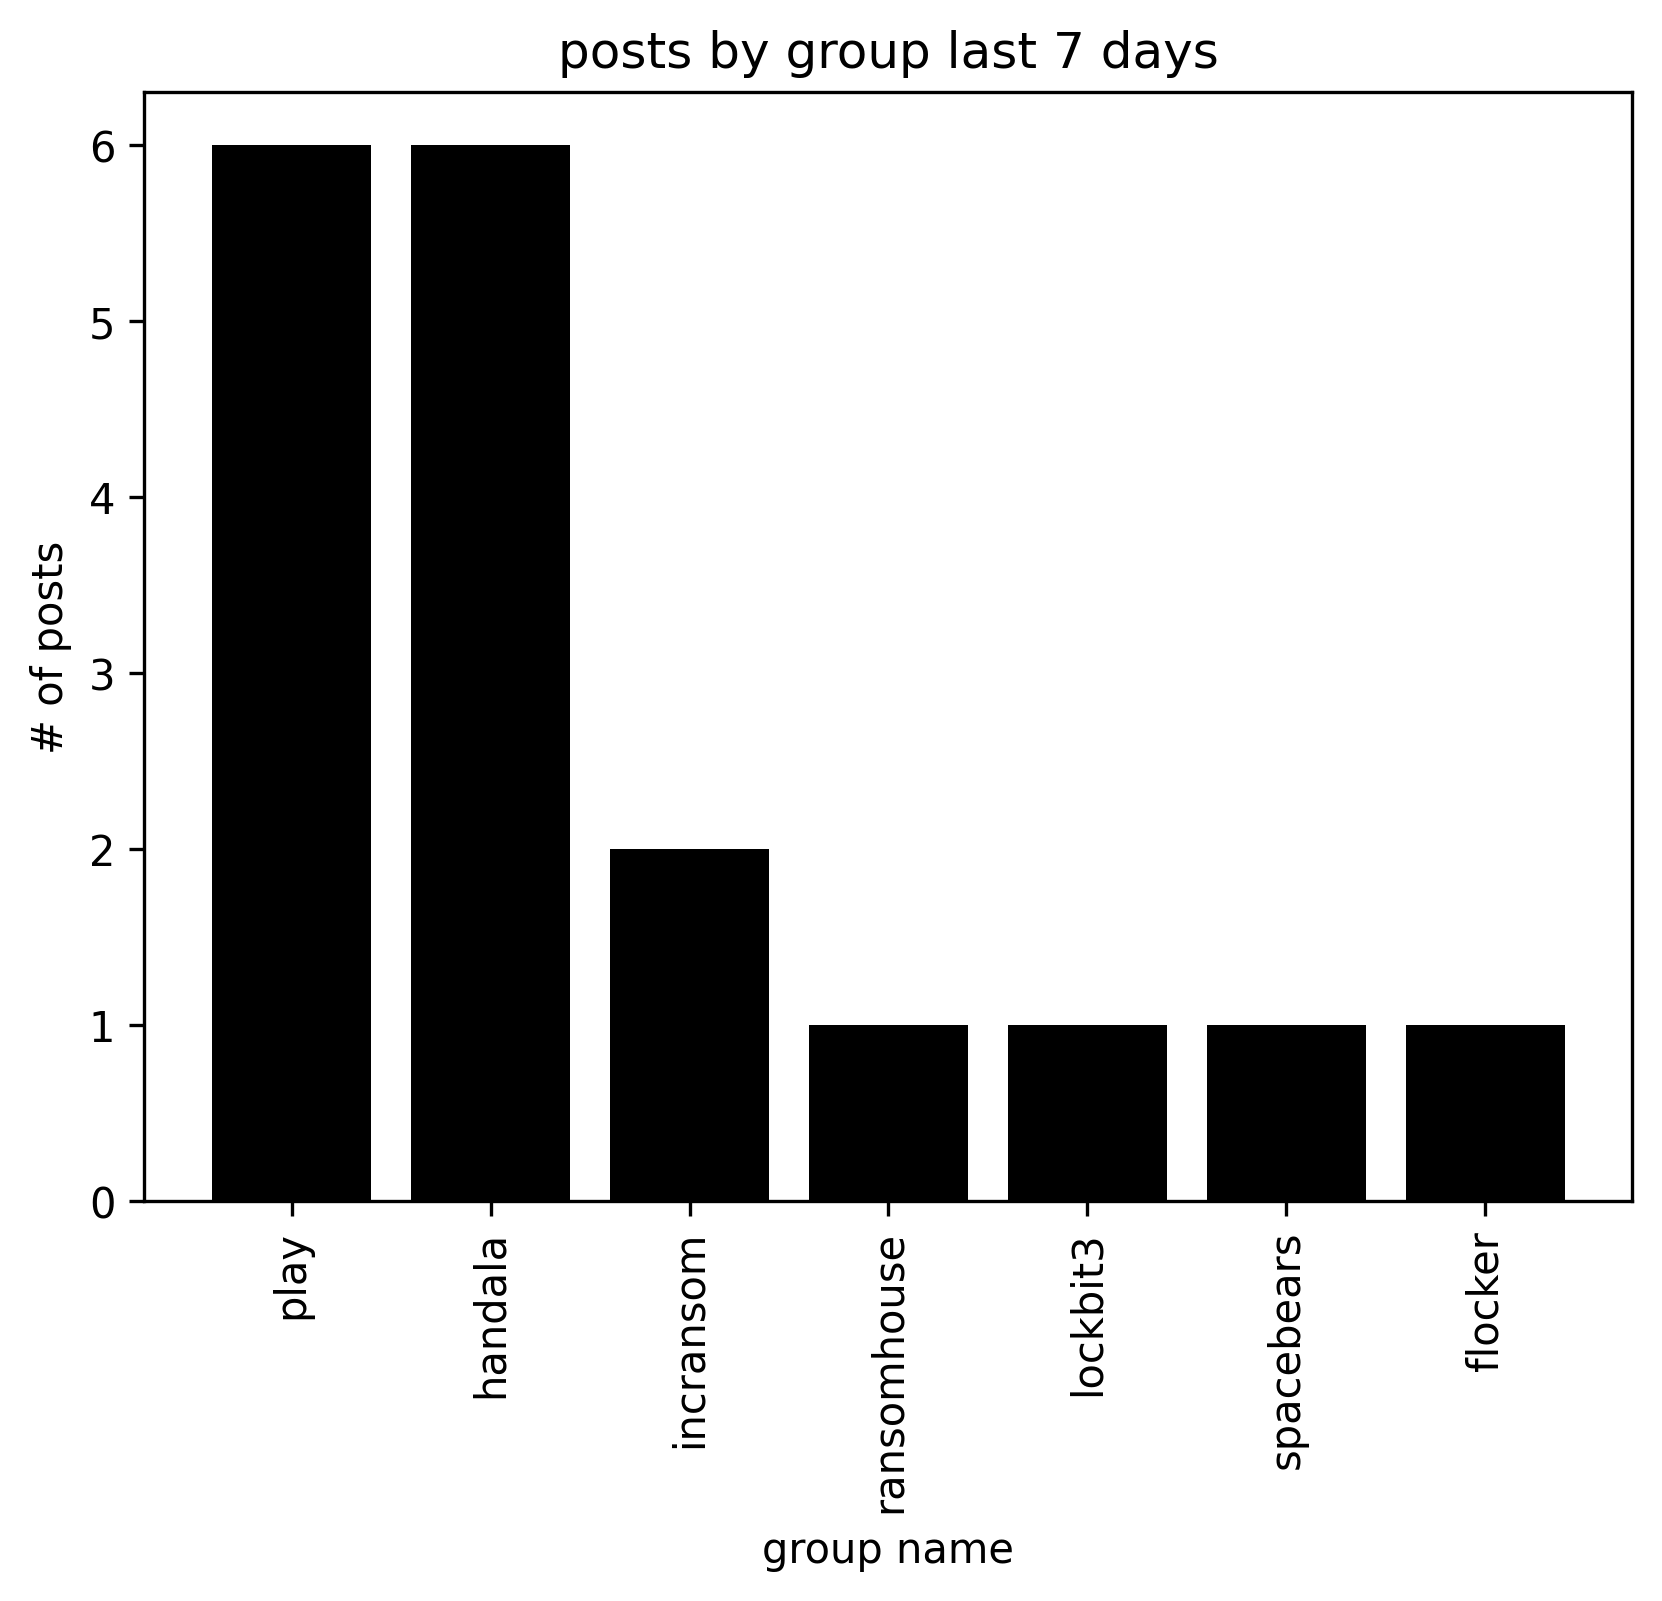 posts by group last 7 days
# of posts
6
5
4
3
2
1
0
play
handala
incransom
ransomhouse
lockbit3
spacebears
flocker
group name